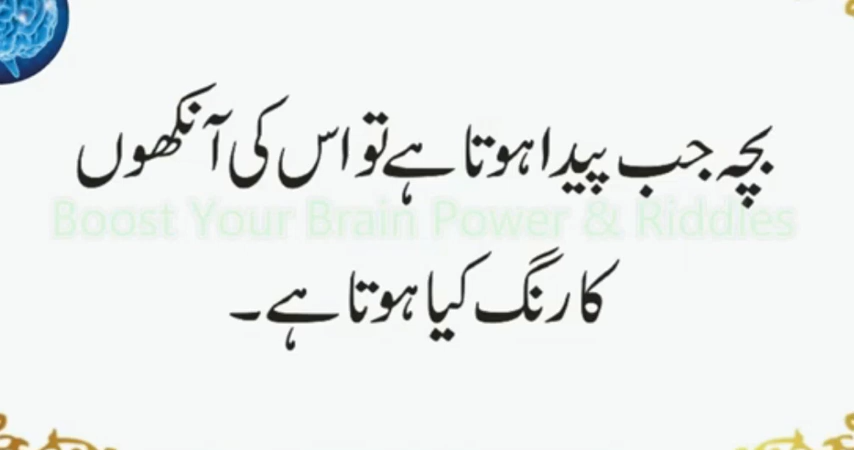 بچہ جب پیدا ہوتا ہے تو اس کی آنکھوں
Boost Your Brain Power & Riddles
کا رنگ کیا ہوتا ہے۔